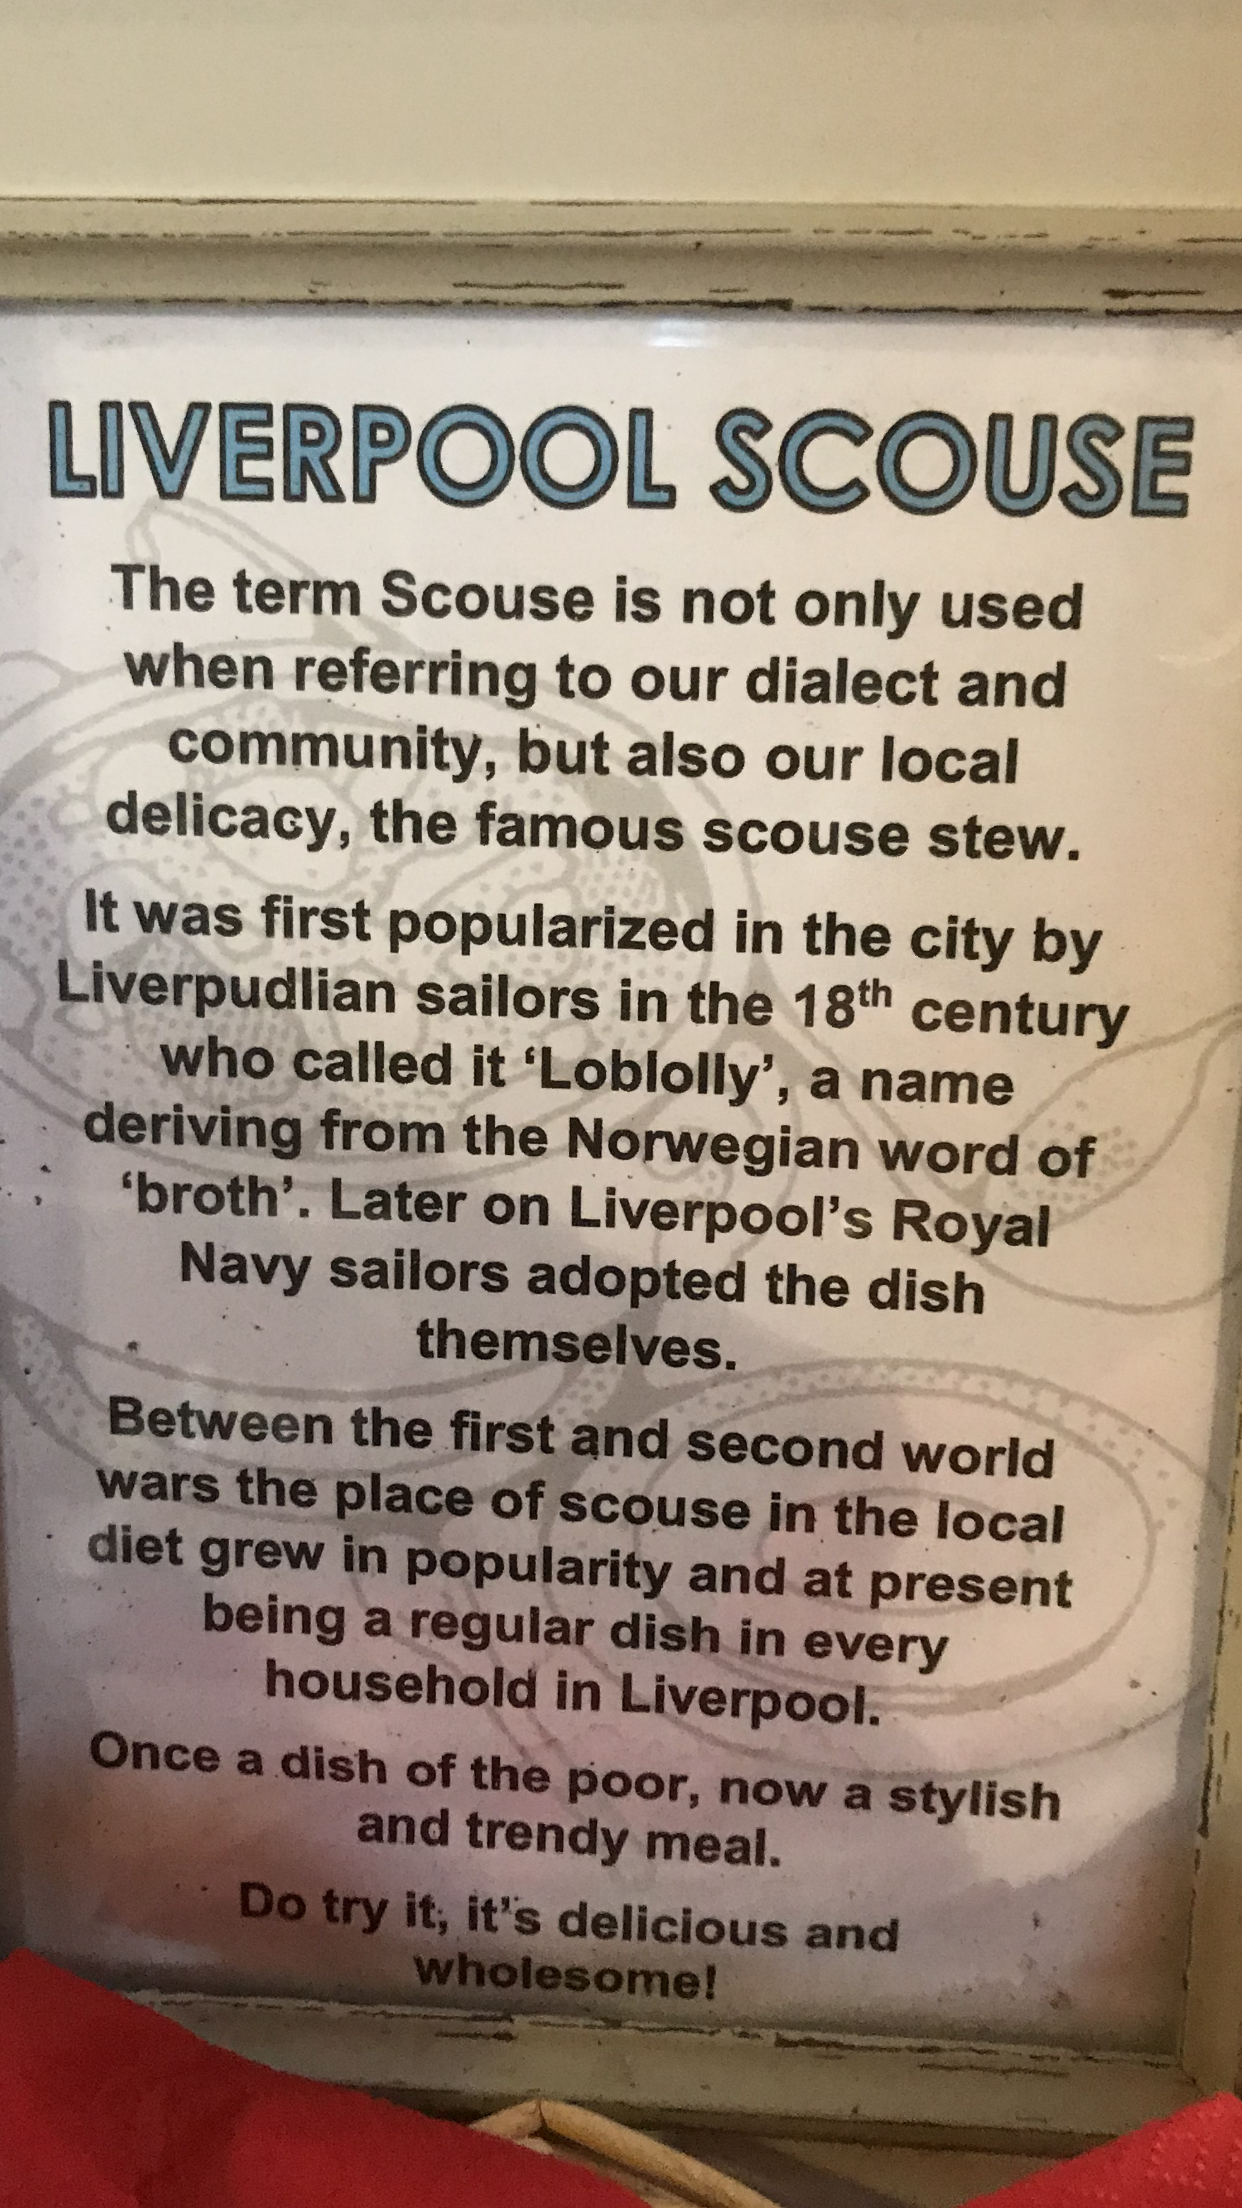 LIVERPOOL SCOUSE
The term Scouse is not only used
when referring to our dialect and
community, but also our local
delicacy, the famous scouse stew.
It was first popularized in the city by
Liverpudlian sailors in the 18th century
who called it ‘Loblolly’, a name
deriving from the Norwegian word of
‘broth’. Later on Liverpool’s Royal
Navy sailors adopted the dish
themselves.
Between the first and second world
wars the place of scouse in the local
diet grew in popularity and at present
being a regular dish in every
household in Liverpool.
Once a dish of the poor, now a stylish
and trendy meal.
Do try it, it’s delicious and
wholesome!